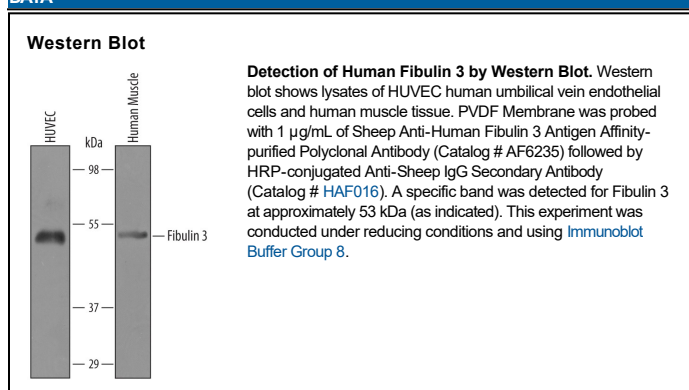 DATA
Western Blot
HUVEC
Human Muscle
kDa
98
55
Fibulin 3
37
29
Detection of Human Fibulin 3 by Western Blot. Western
blot shows lysates of HUVEC human umbilical vein endothelial
cells and human muscle tissue. PVDF Membrane was probed
with 1 µg/mL of Sheep Anti-Human Fibulin 3 Antigen Affinity-
purified Polyclonal Antibody (Catalog # AF6235) followed by
HRP-conjugated Anti-Sheep IgG Secondary Antibody
(Catalog # HAF016). A specific band was detected for Fibulin 3
at approximately 53 kDa (as indicated). This experiment was
conducted under reducing conditions and using Immunoblot
Buffer Group 8.